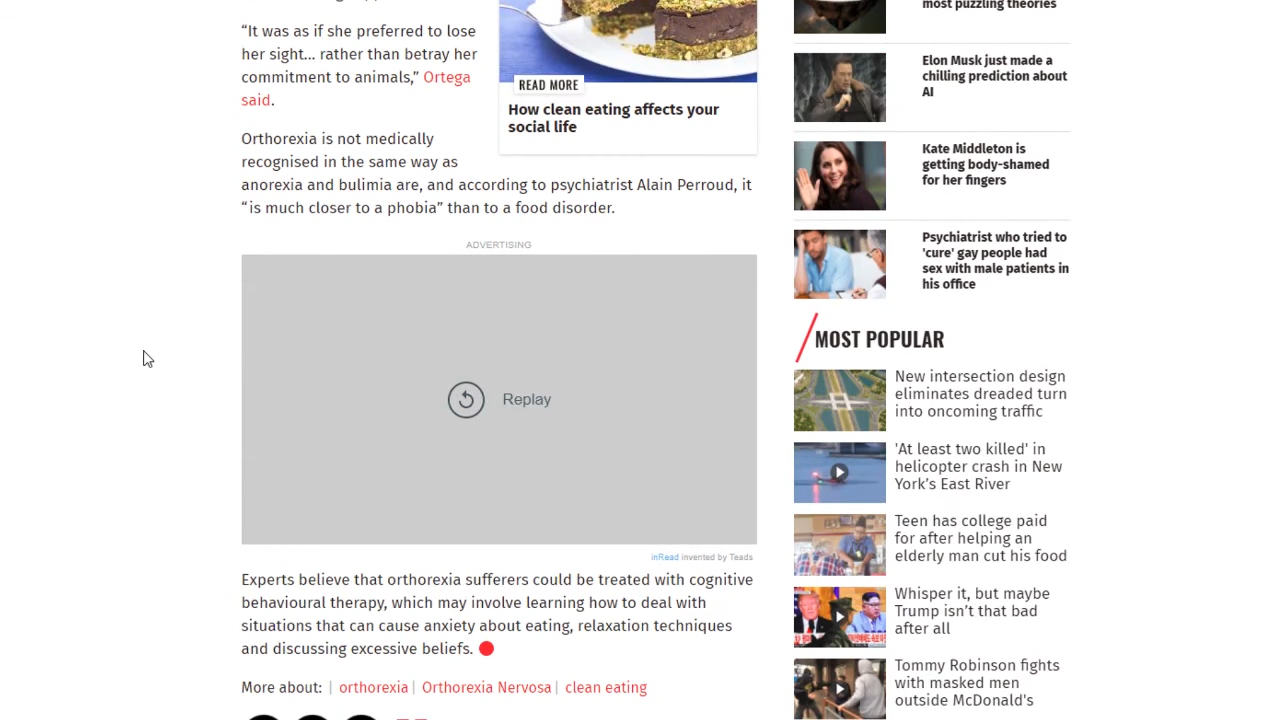 “It was as if she preferred to lose
her sight… rather than betray her
commitment to animals,” Ortega
said.
READ MORE
How clean eating affects your
social life
Orthorexia is not medically
recognised in the same way as
anorexia and bulimia are, and according to psychiatrist Alain Perroud, it
“is much closer to a phobia” than to a food disorder.
ADVERTISING
Replay
inRead invented by Teads
Experts believe that orthorexia sufferers could be treated with cognitive
behavioural therapy, which may involve learning how to deal with
situations that can cause anxiety about eating, relaxation techniques
and discussing excessive beliefs.
More about: | orthorexia | Orthorexia Nervosa | clean eating
most puzzling theories
Elon Musk just made a
chilling prediction about
AI
Kate Middleton is
getting body-shamed
for her fingers
Psychiatrist who tried to
'cure' gay people had
sex with male patients in
his office
MOST POPULAR
New intersection design
eliminates dreaded turn
into oncoming traffic
'At least two killed' in
helicopter crash in New
York’s East River
Teen has college paid
for after helping an
elderly man cut his food
Whisper it, but maybe
Trump isn’t that bad
after all
Tommy Robinson fights
with masked men
outside McDonald's